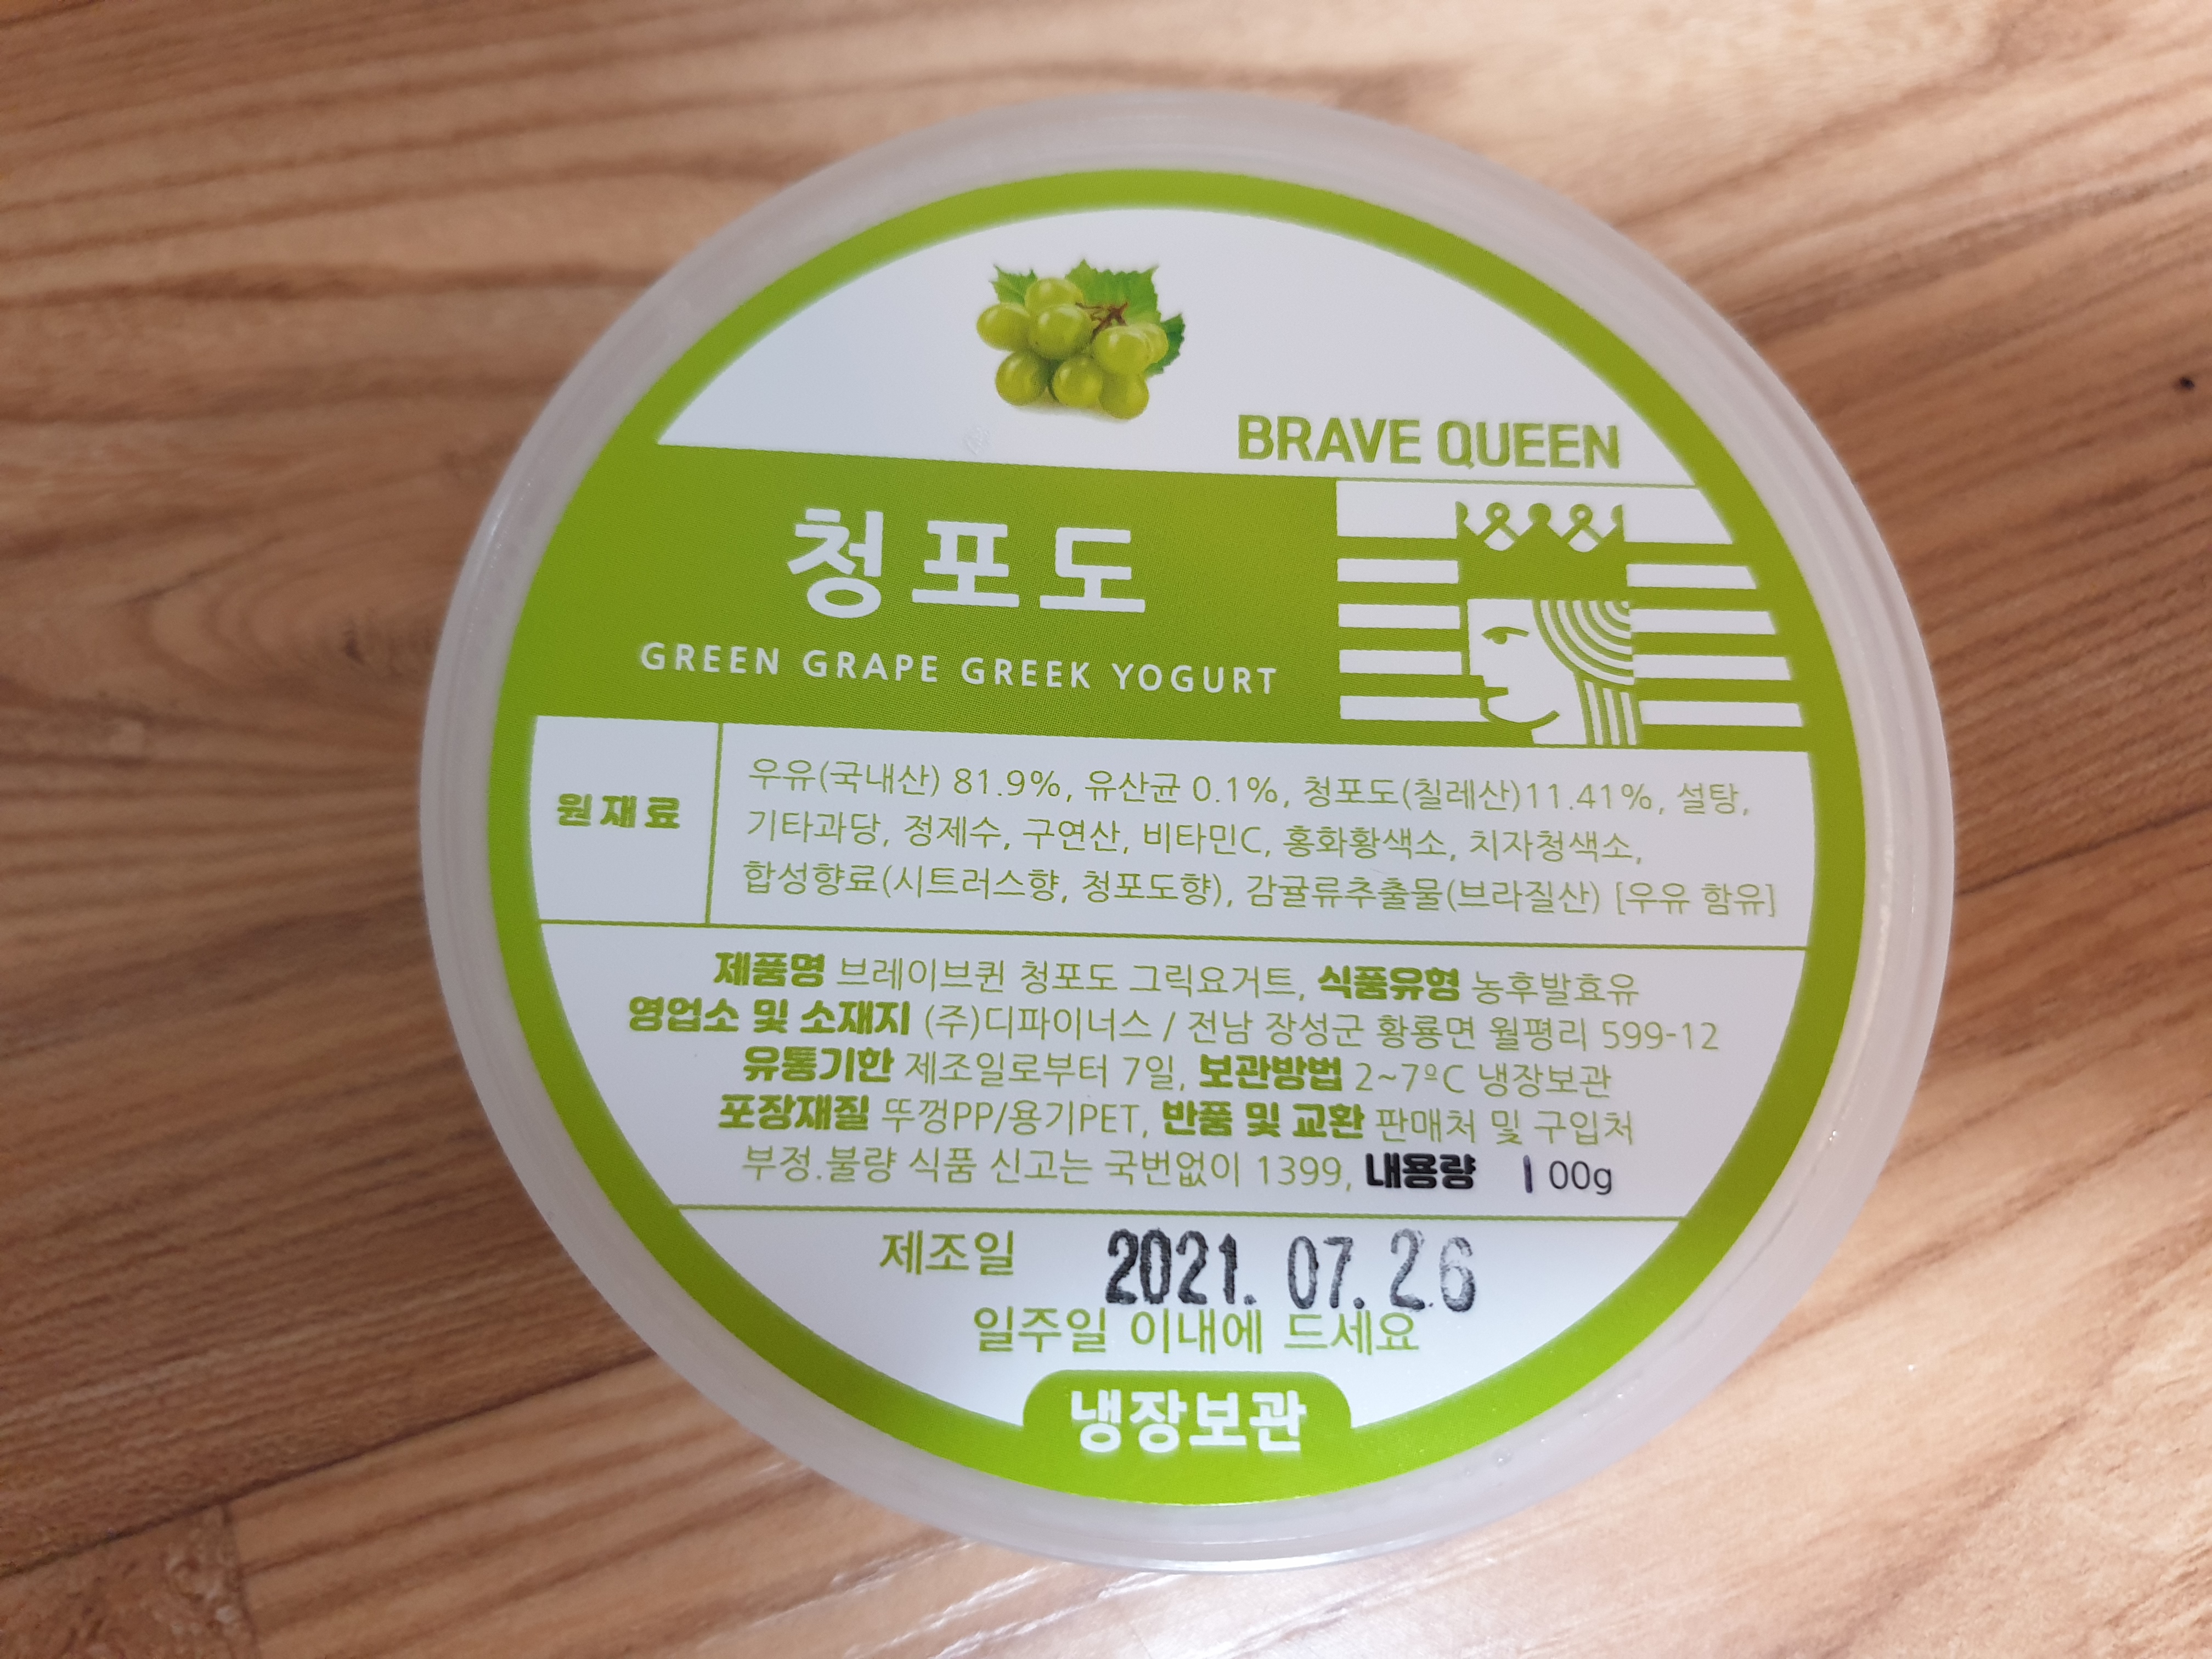 BRAVE QUEEN
청포도
GREEN GRAPE GREEK YOGURT
원재료
우유(국내산) 81.9%, 유산균 0.1%, 청포도(칠레산)11.41%, 설탕,
기타과당, 정제수, 구연산, 비타민C, 홍화황색소, 치자청색소,
합성향료(시트러스향, 청포도향), 감귤류추출물(브라질산) [우유 함유]
제품명 브레이브퀸 청포도 그릭요거트, 식품유형 농후발효유
영업소 및 소재지 (주)디파이너스 / 전남 장성군 황룡면 월평리 599-12
유통기한 제조일로부터 7일, 보관방법 2~7ºC 냉장보관
포장재질 뚜껑PP/용기PET, 반품 및 교환 판매처 및 구입처
부정.불량 식품 신고는 국번없이 1399, 내용량 100g
제조일 2021. 07. 26
일주일 이내에 드세요
냉장보관